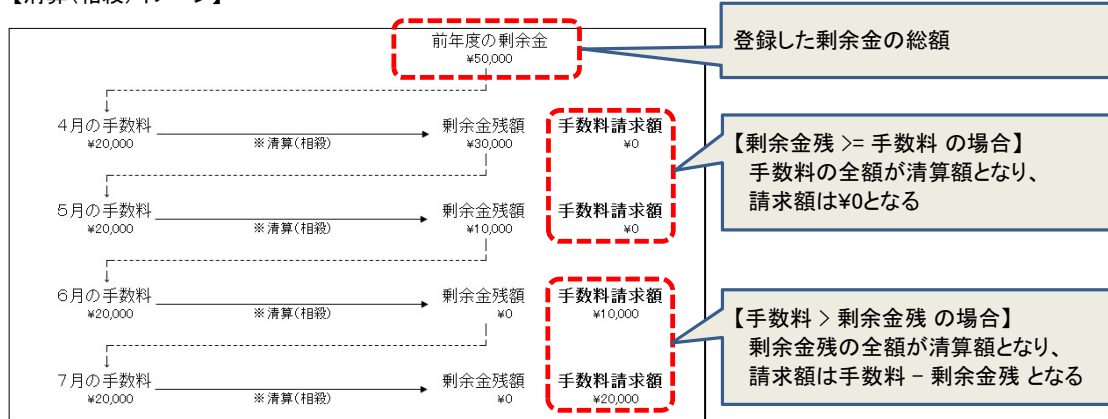 前年度の剰余金
¥50,000
登録した剰余金の総額
4月の手数料
¥20,000
※清算(相殺)
剰余金残額
¥30,000
手数料請求額
¥0
【剰余金残 >= 手数料 の場合】
手数料の全額が清算額となり、
請求額は¥0となる
5月の手数料
¥20,000
※清算(相殺)
剰余金残額
¥10,000
手数料請求額
¥0
6月の手数料
¥20,000
※清算(相殺)
剰余金残額
¥0
手数料請求額
¥10,000
【手数料 > 剰余金残 の場合】
剰余金残の全額が清算額となり、
請求額は手数料 − 剰余金残 となる
7月の手数料
¥20,000
※清算(相殺)
剰余金残額
¥0
手数料請求額
¥20,000